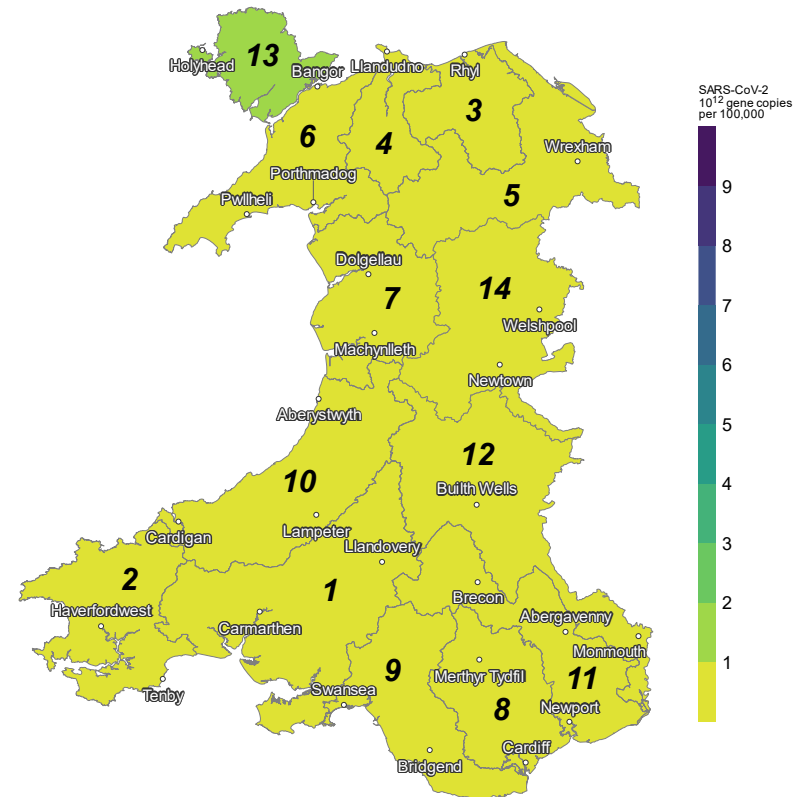 13
Holyhead
Bangor
Llandudno
Rhyl
SARS-CoV-2
10¹² gene copies
per 100,000
3
6
4
Wrexham
Porthmadog
9
Pwllheli
5
8
Dolgellau
7
14
7
Welshpool
Machynlleth
6
Newtown
Aberystwyth
5
12
10
Builth Wells
4
Lampeter
Cardigan
Llandovery
3
2
1
Brecon
Haverfordwest
2
Abergavenny
Carmarthen
Monmouth
9
Merthyr Tydfil
1
11
Tenby
Swansea
8
Newport
Cardiff
Bridgend